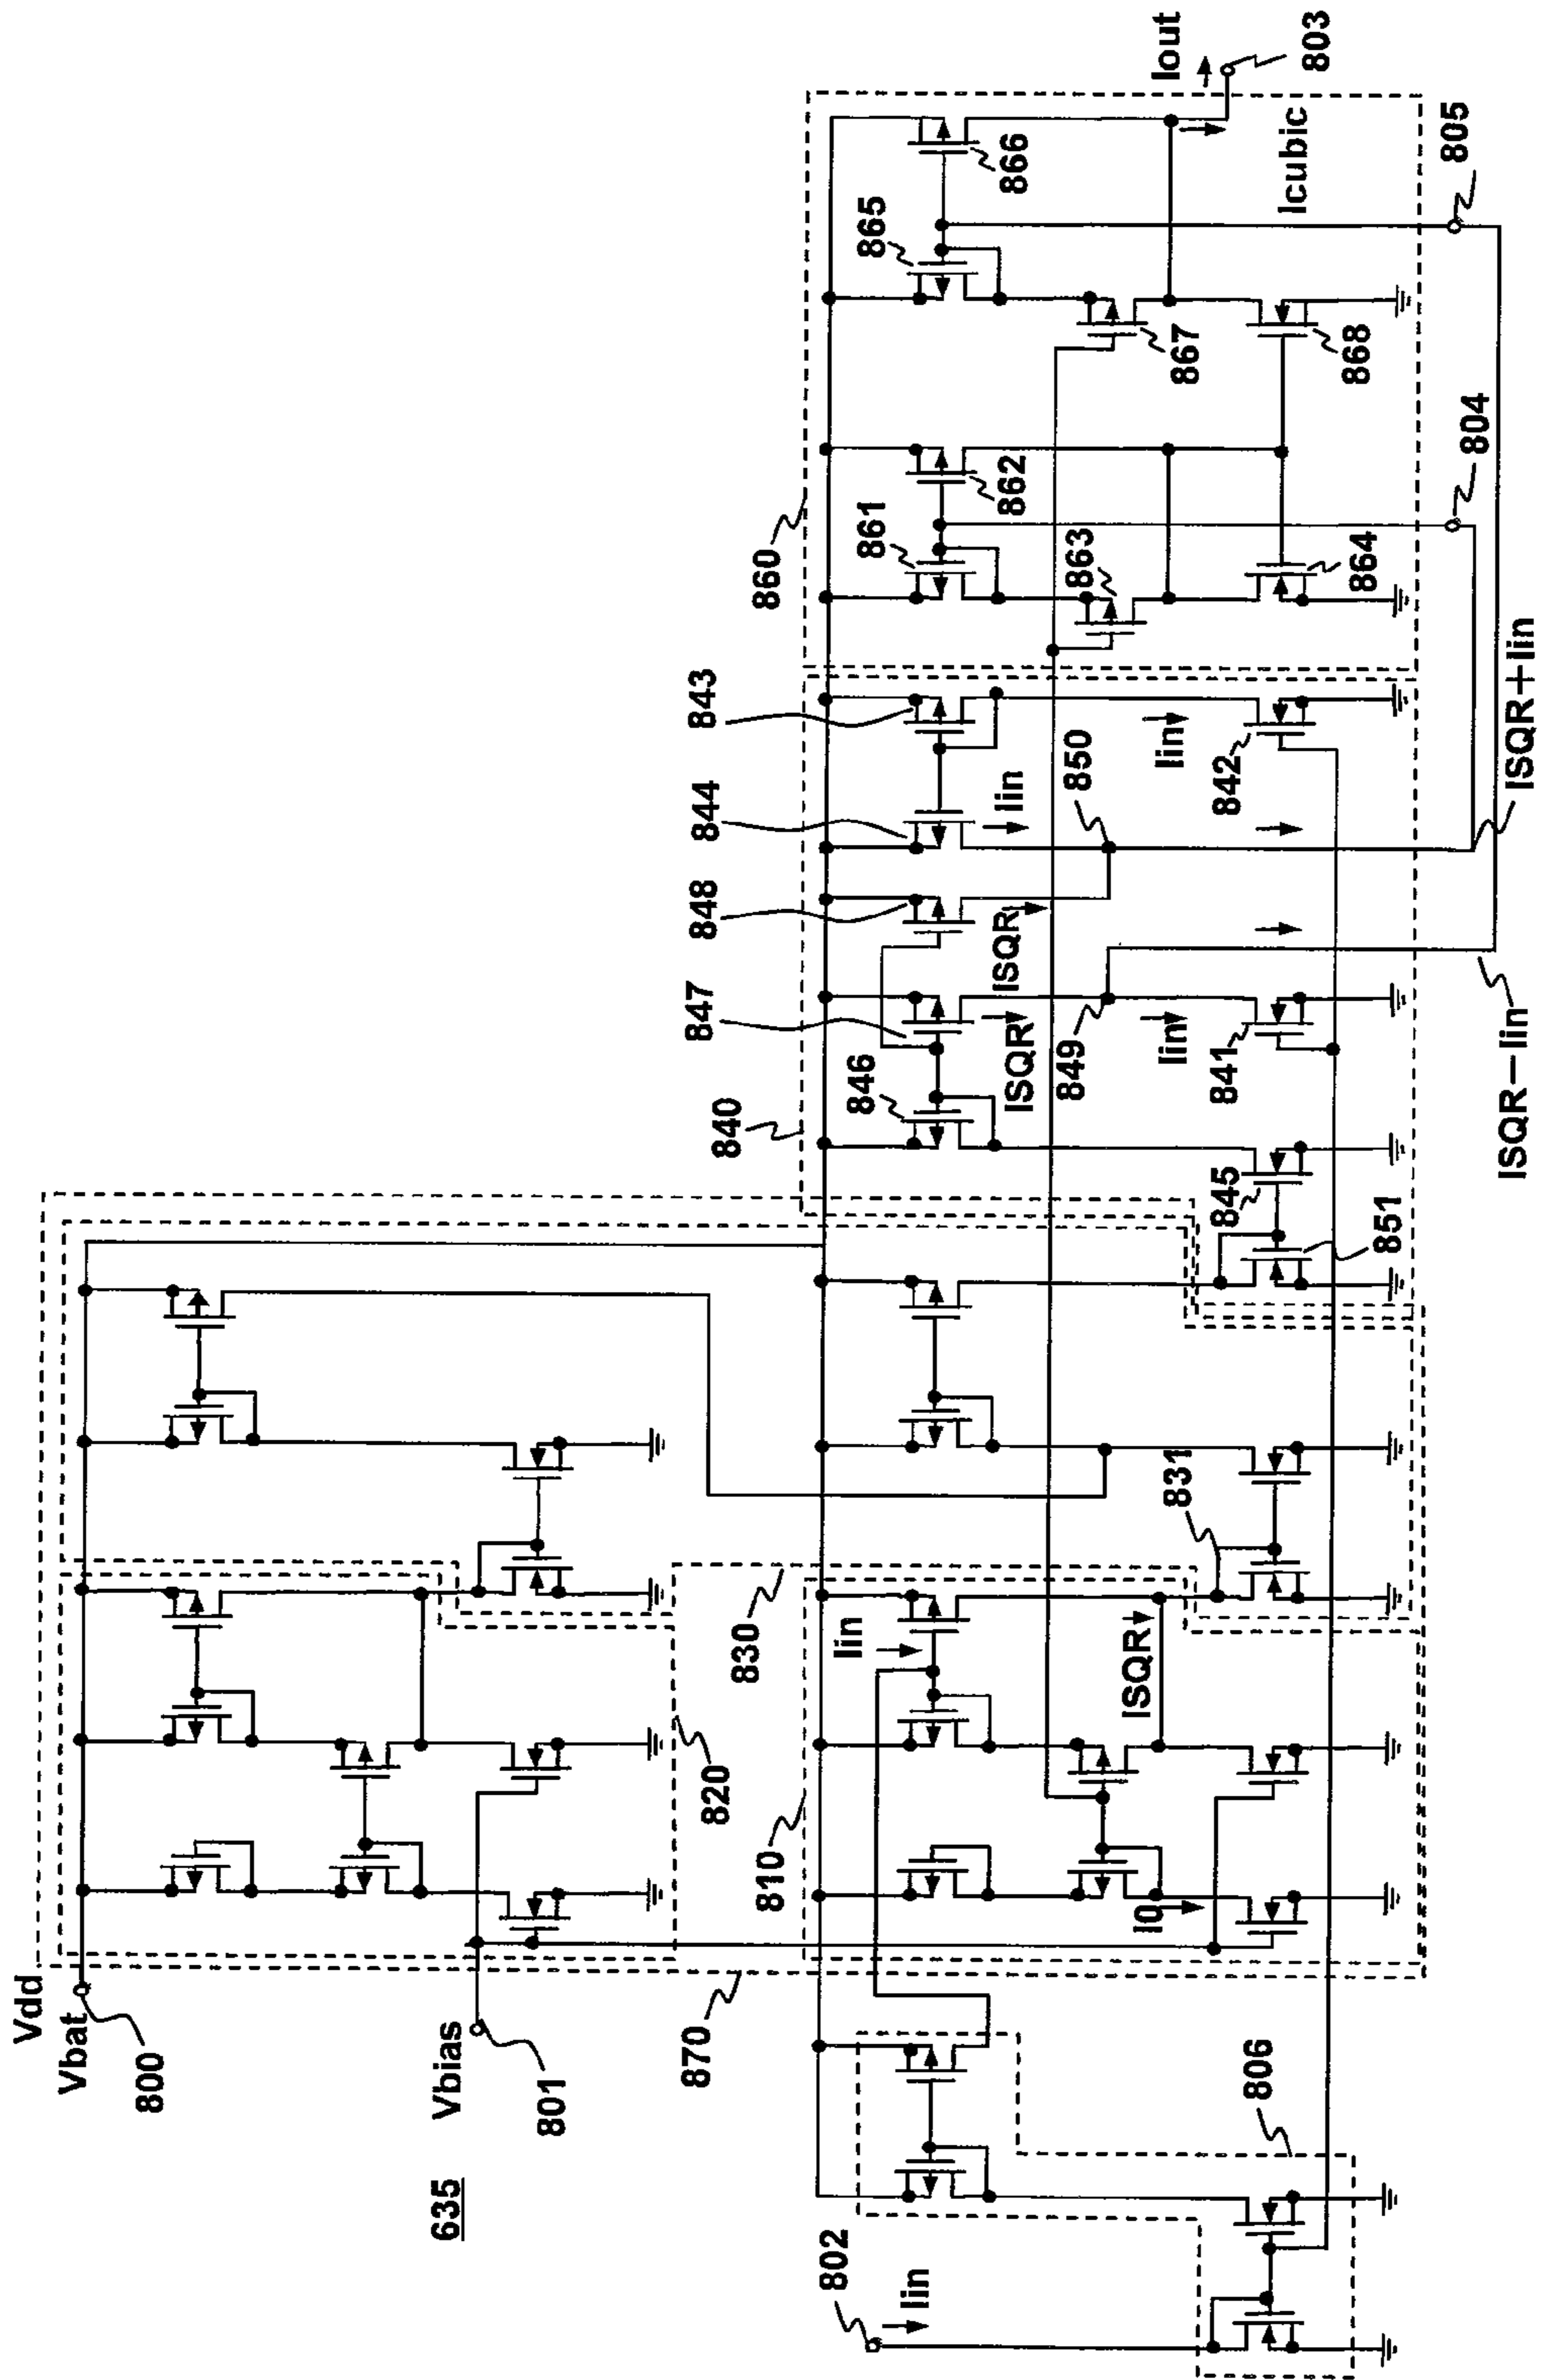 Vdd
Vbat
800
Vbias
801
635
870
820
830
810
I0
Iin
ISQR
831
802
Iin
806
840
846
847
848
844
843
ISQR
ISQR
Iin
849
Iin
850
Iin
841
842
845
851
860
861
862
863
864
865
866
867
868
Icubic
Iout
803
804
805
ISQR+Iin
ISQR−Iin